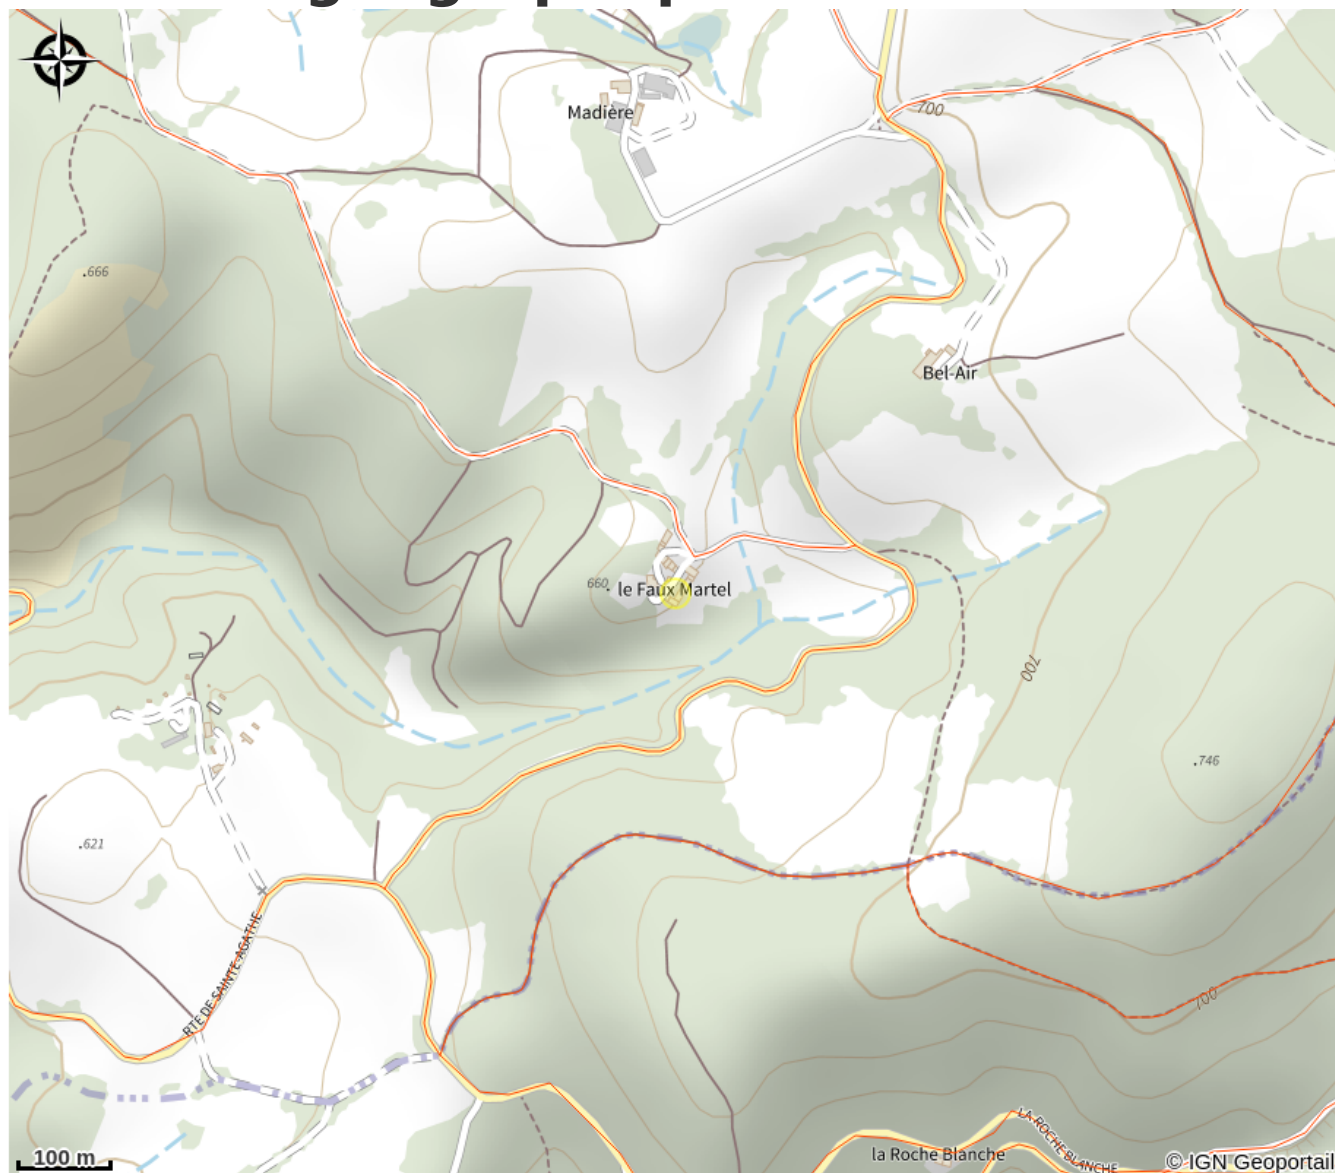 Madière
700
.666
Bel-Air
660.
le Faux Martel
700
.746
.621
RTE DE SAINTE-AGATHE
700
LA ROCHE BLANCHE
la Roche Blanche
100 m
© IGN Geoportail